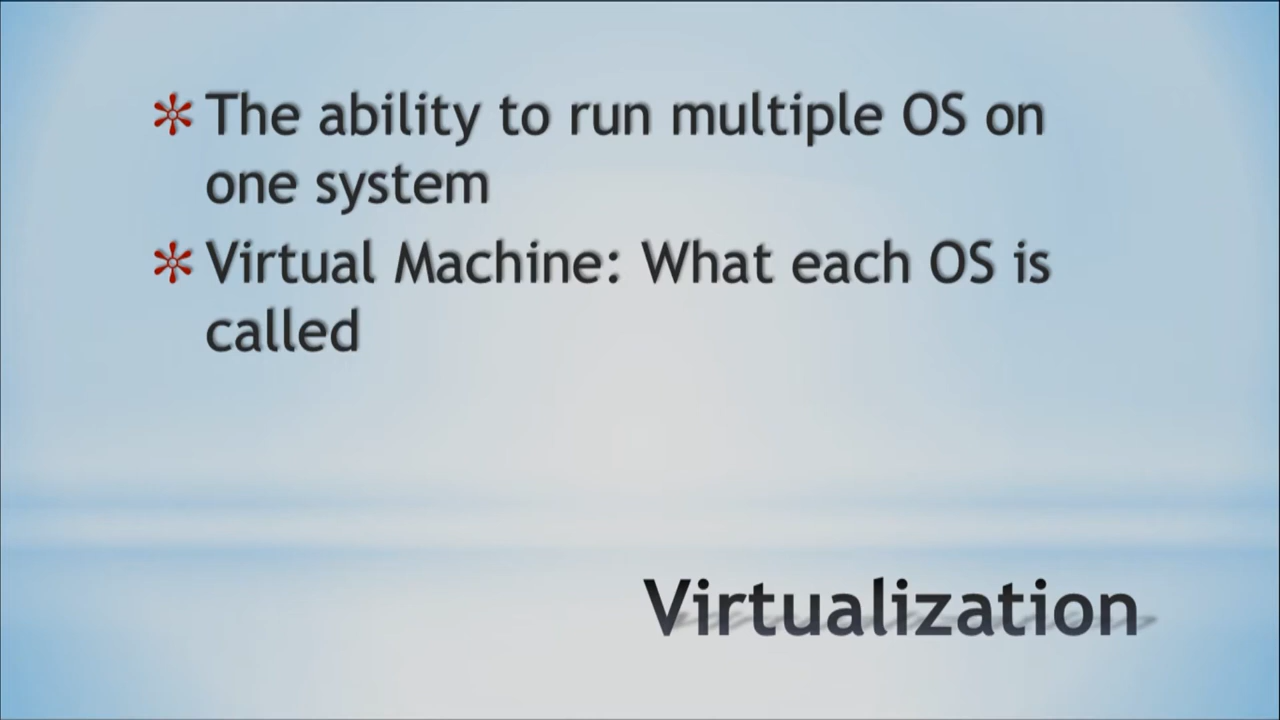 The ability to run multiple OS on
one system
Virtual Machine: What each OS is
called
Virtualization